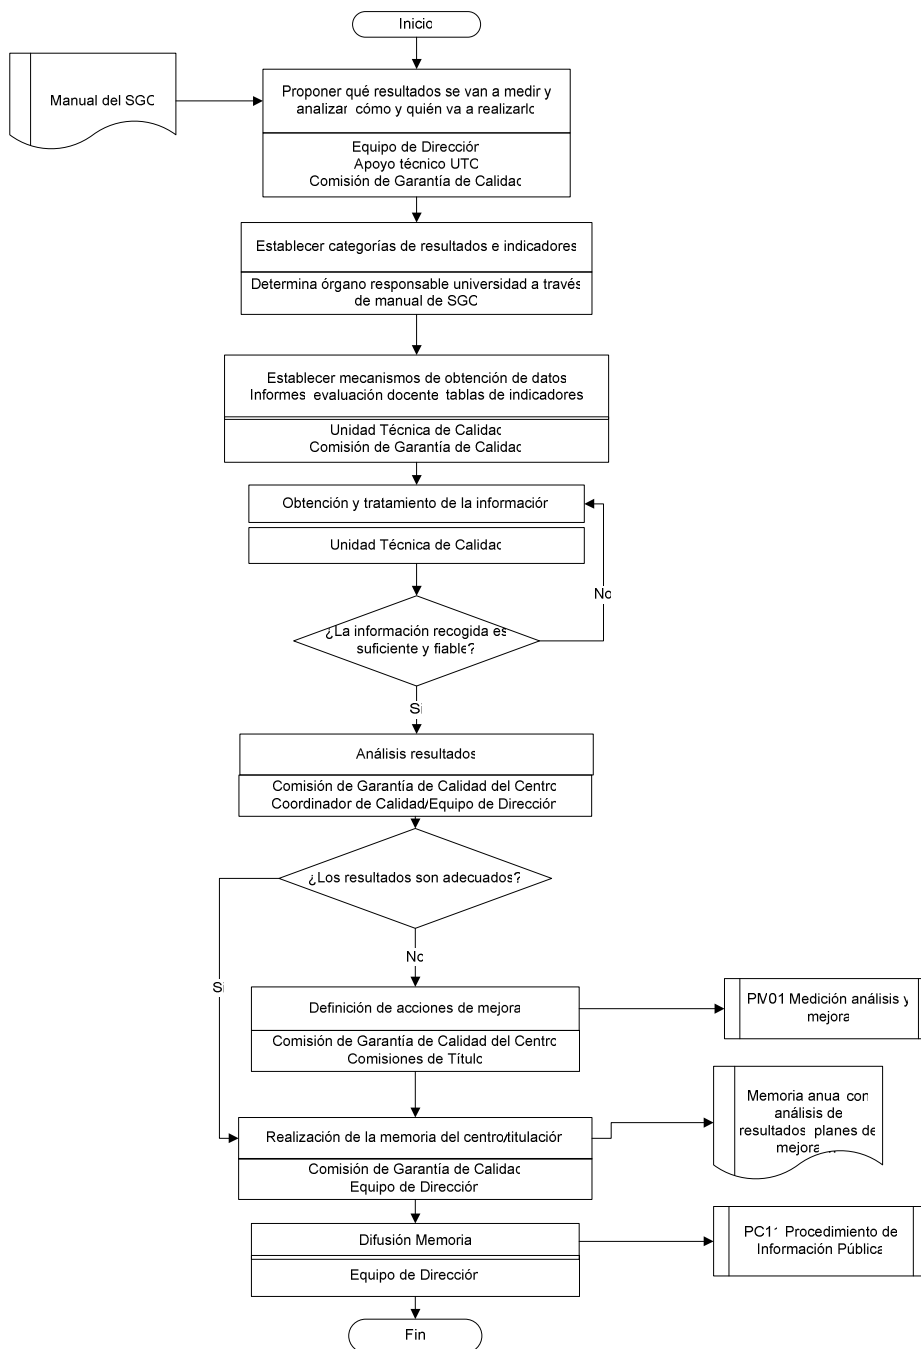 Inicio
Manual del SGC
Proponer qué resultados se van a medir y
analizar cómo y quién va a realizarlo
Equipo de Dirección
Apoyo técnico UTC
Comisión de Garantía de Calidad
Establecer categorías de resultados e indicadores
Determina órgano responsable universidad a través
de manual de SGC
Establecer mecanismos de obtención de datos
Informes evaluación docente tablas de indicadores
Unidad Técnica de Calidad
Comisión de Garantía de Calidad
Obtención y tratamiento de la información
Unidad Técnica de Calidad
No
¿La información recogida es
suficiente y fiable?
Si
Análisis resultados
Comisión de Garantía de Calidad del Centro
Coordinador de Calidad/Equipo de Dirección
¿Los resultados son adecuados?
No
Si
Definición de acciones de mejora
Comisión de Garantía de Calidad del Centro
Comisiones de Título
PM01 Medición análisis y
mejora
Realización de la memoria del centro/titulación
Comisión de Garantía de Calidad
Equipo de Dirección
Memoria anual con
análisis de
resultados planes de
mejora...
Difusión Memoria
Equipo de Dirección
PC11 Procedimiento de
Información Pública
Fin